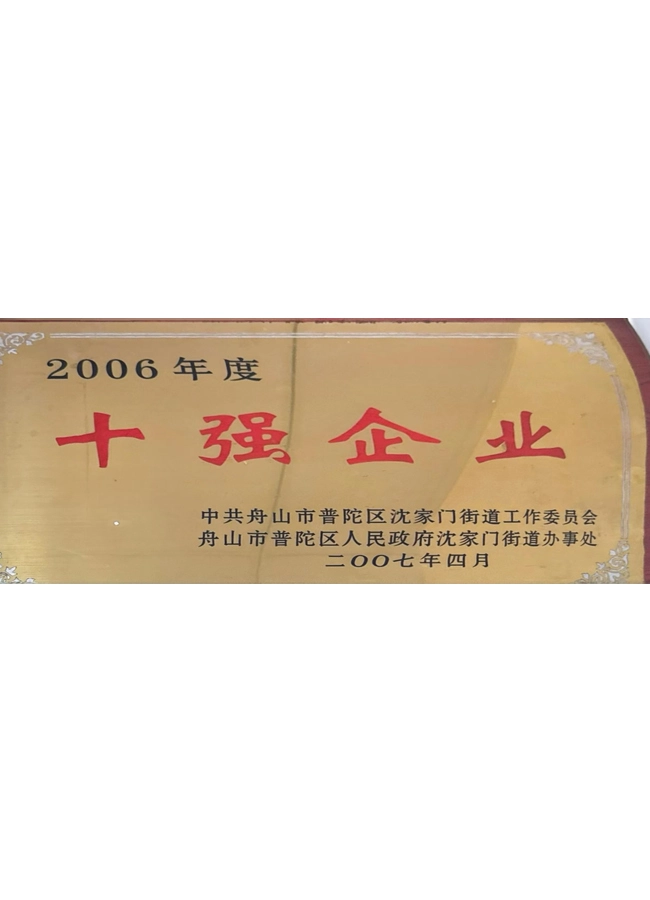 2006年度
十强企业
中共舟山市普陀区沈家门街道工作委员会
舟山市普陀区人民政府沈家门街道办事处
二OO七年四月